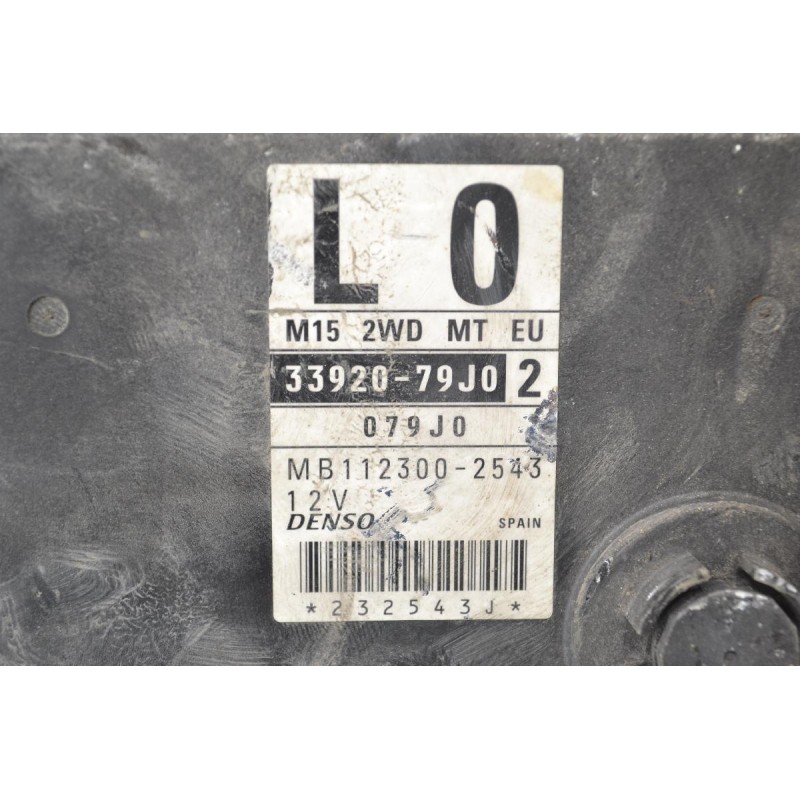 L 0
M15 2WD MT EU
33920-79J0 2
079J0
MB112300-2543
12V
DENSO SPAIN
*232543J*